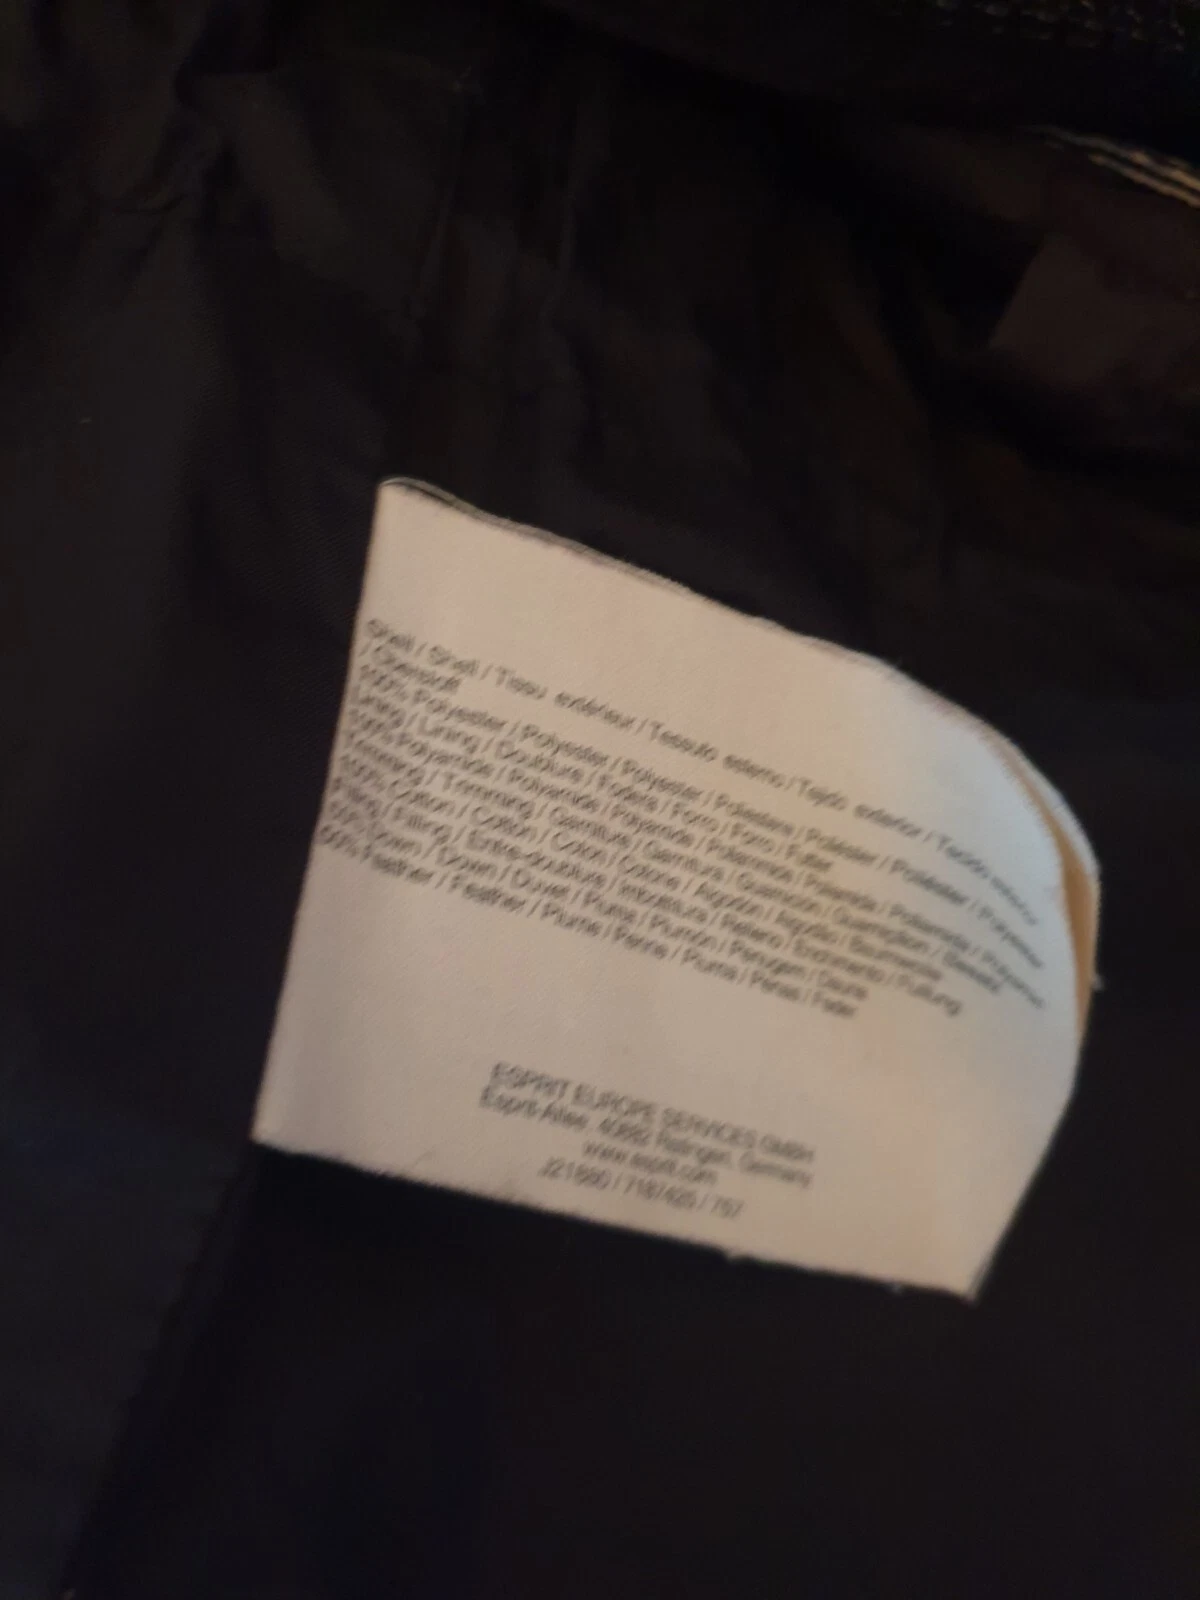 Shell / Shell / Tissu extérieur / Tessuto esterno / Tejido exterior / Tecido exterior
/ Oberstoff
100% Polyester / Polyester / Polyester / Poliestere / Poliéster / Poliéster / Polyester
Lining / Lining / Doublure / Fodera / Forro / Forro / Futter
100% Polyamide / Polyamide / Polyamide / Poliammide / Poliamida / Poliamida / Polyamid
Trimming / Trimming / Garniture / Guarnitura / Guarnición / Guarnição / Besatz
100% Cotton / Cotton / Coton / Cotone / Algodón / Algodão / Baumwolle
Filling / Filling / Entre-doublure / Imbottitura / Relleno / Enchimento / Füllung
Down / Down / Duvet / Piuma / Plumón / Penugem / Daune
Feather / Feather / Plume / Penna / Pluma / Penas / Feder
ESPRIT EUROPE SERVICES GMBH
Esprit-Allee, 40882 Ratingen, Germany
www.esprit.com
/ 757